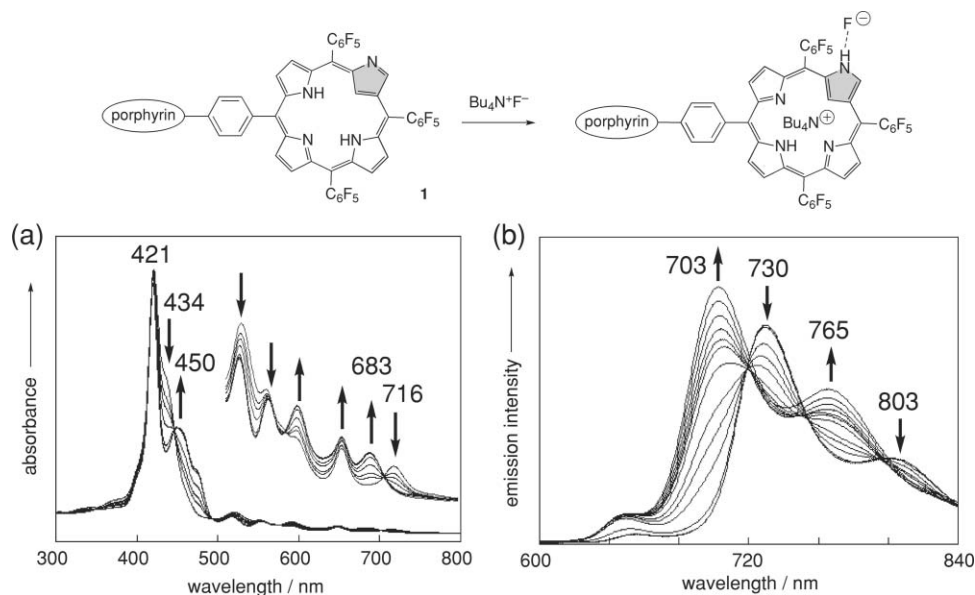 C6F5
N
NH
porphyrin
C6F5
N
HN
C6F5
1
Bu4N+F−
F ⊖
H
C6F5
N
N
porphyrin
Bu4N⊕
C6F5
NH
N
C6F5
(a)
421
434
450
683
716
absorbance
300 400 500 600 700 800
wavelength / nm
(b)
703
730
765
803
emission intensity
600 720 840
wavelength / nm